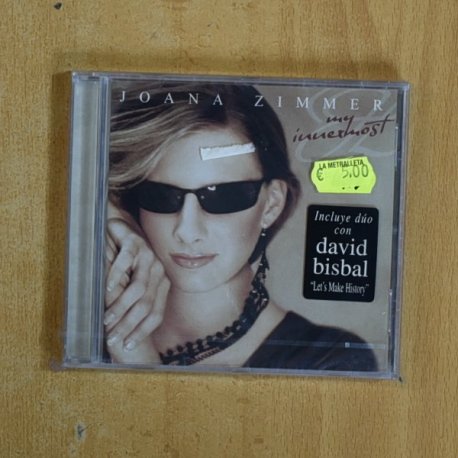 JOANA ZIMMER
my
innermost
LA METRALLETA
€ 5,00
Incluye dúo
con
david
bisbal
"Let's Make History"